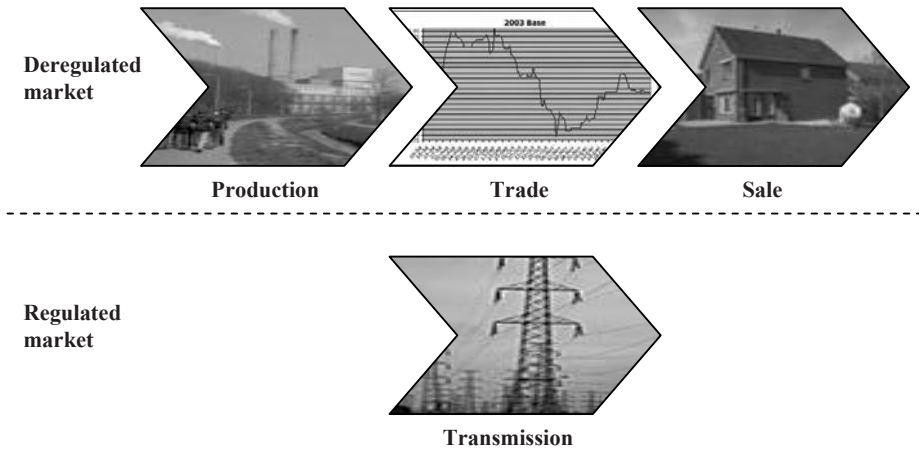 2003 Base
Deregulated
market
Production
Trade
Sale
Regulated
market
Transmission